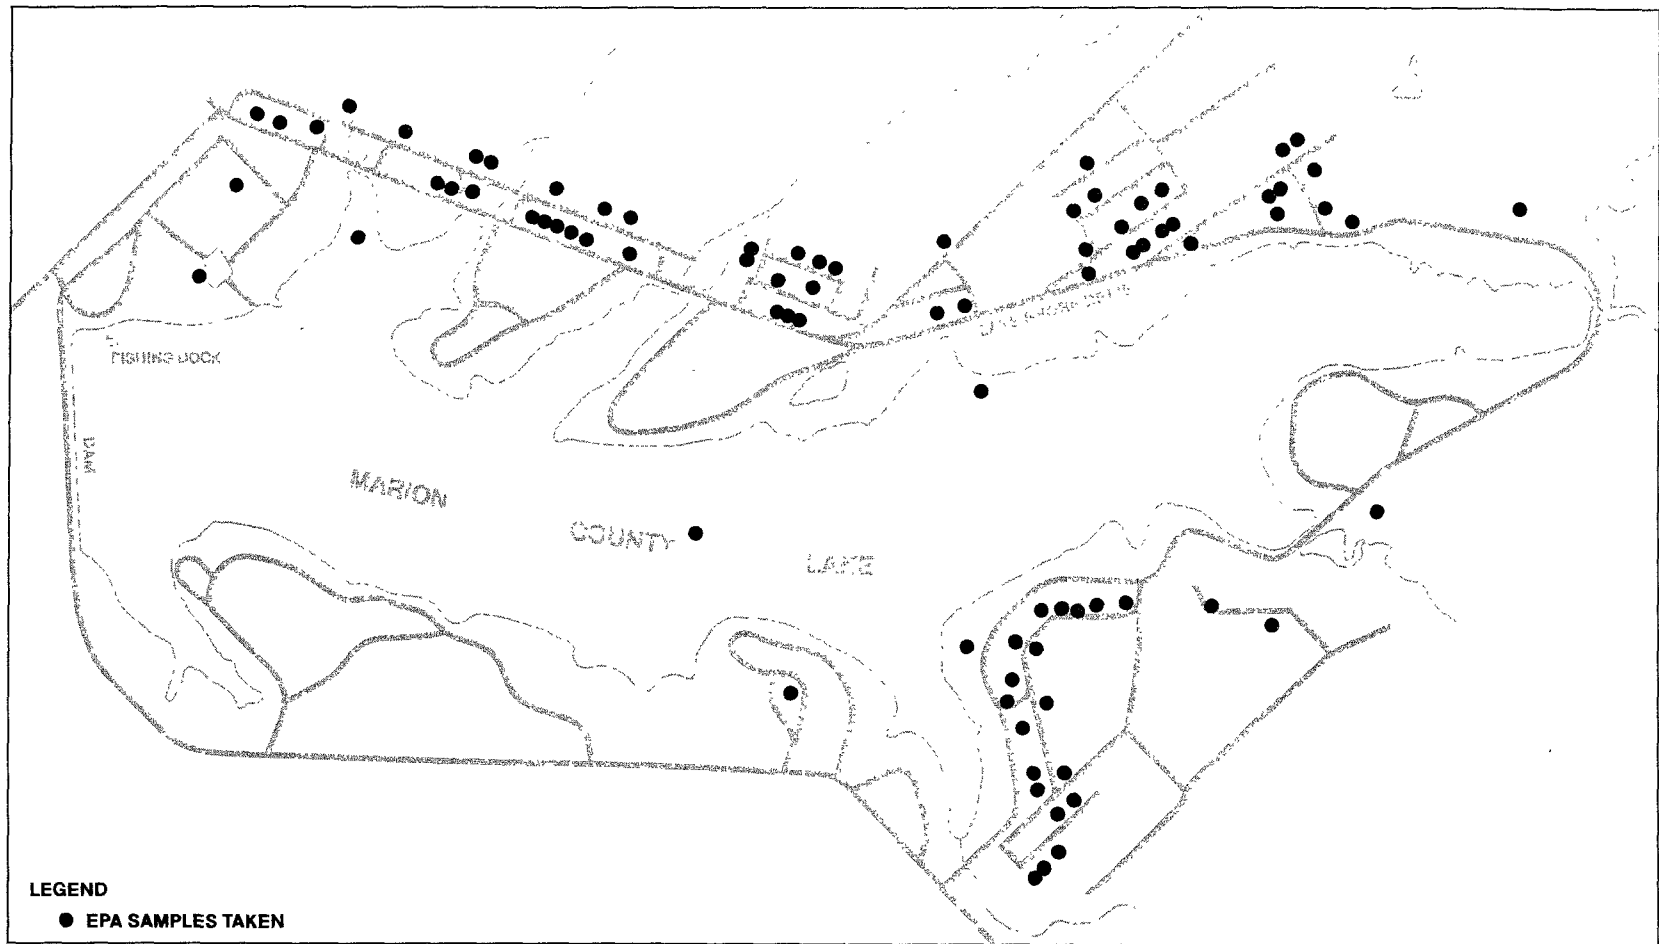 FISHING DOCK
DAM
MARION
COUNTY
LAKE
LEGEND
EPA SAMPLES TAKEN